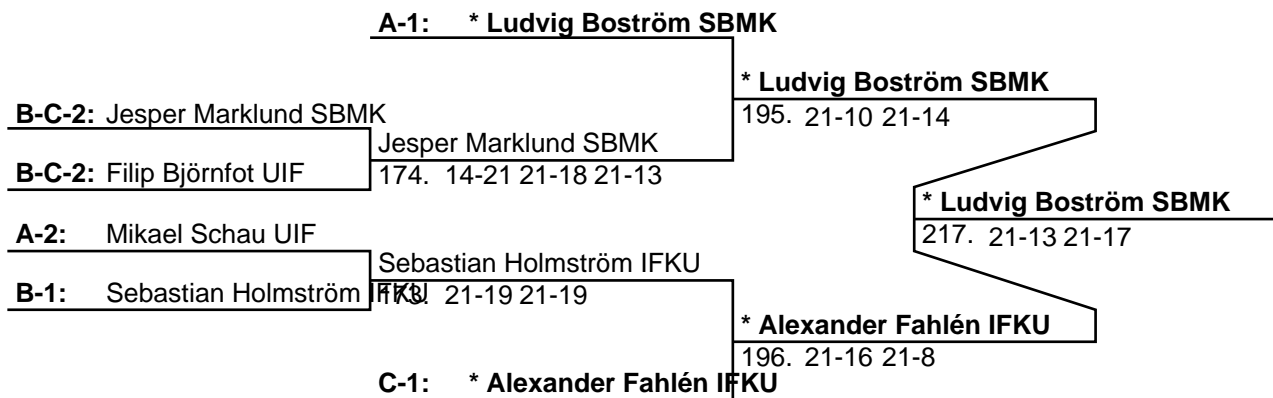 A-1: * Ludvig Boström SBMK
* Ludvig Boström SBMK
B-C-2: Jesper Marklund SBMK
195. 21-10 21-14
Jesper Marklund SBMK
B-C-2: Filip Björnfot UIF
174. 14-21 21-18 21-13
* Ludvig Boström SBMK
A-2: Mikael Schau UIF
217. 21-13 21-17
Sebastian Holmström IFKU
B-1: Sebastian Holmström IFKU
173. 21-19 21-19
* Alexander Fahlén IFKU
196. 21-16 21-8
C-1: * Alexander Fahlén IFKU